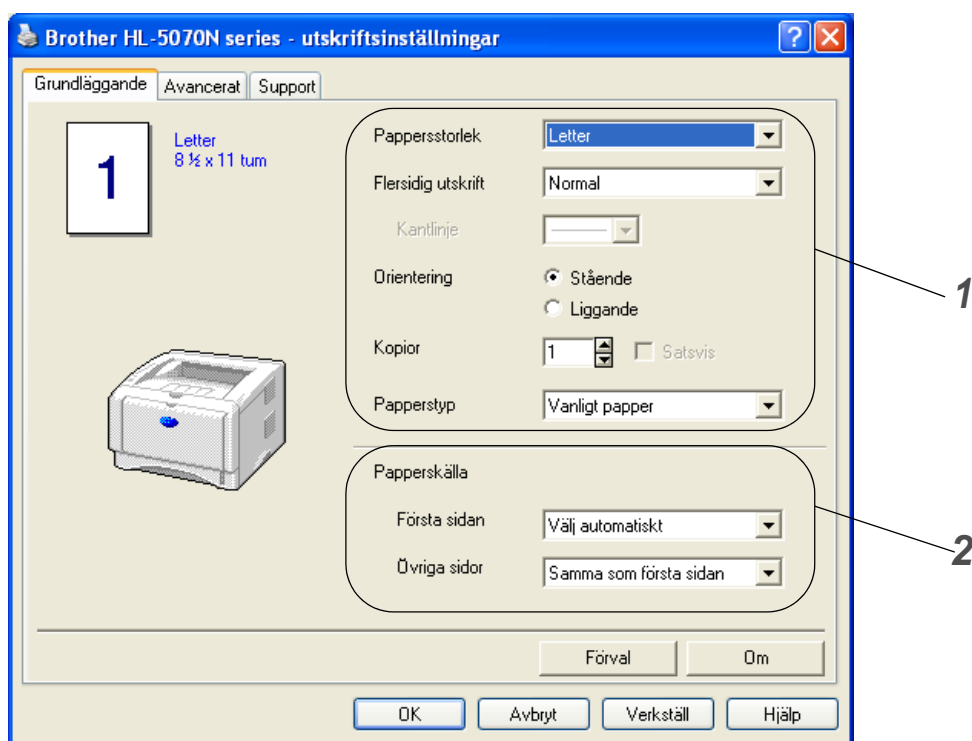 Brother HL-5070N series - utskriftsinställningar
Grundläggande Avancerat Support
1
Letter
8 ½ x 11 tum
Pappersstorlek Letter
Flersidig utskrift Normal
Kantlinje
Orientering Stående
Liggande
Kopior 1 Satsvis
Papperstyp Vanligt papper
1
Papperskälla
Första sidan Välj automatiskt
Övriga sidor Samma som första sidan
2
Förval Om
OK Avbryt Verkställ Hjälp